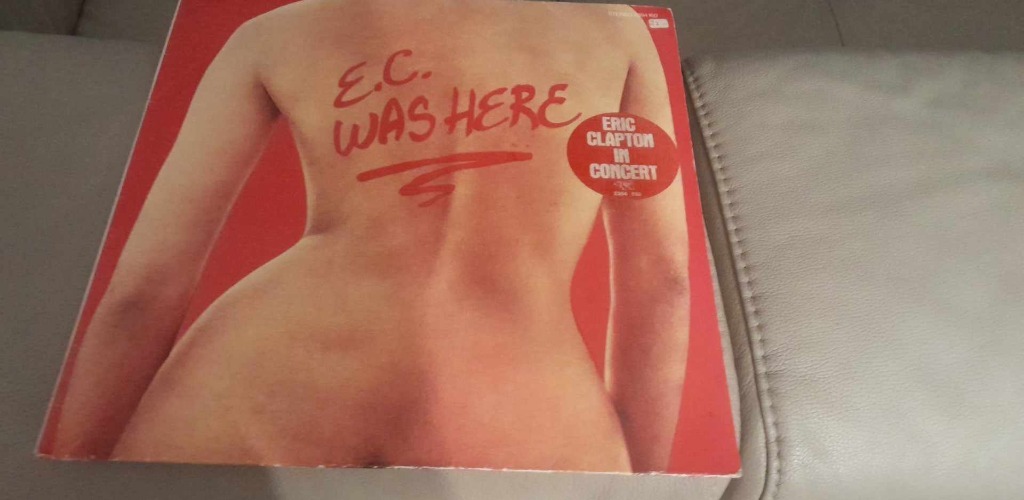 E.C.
WAS HERE
ERIC
CLAPTON
IN
CONCERT